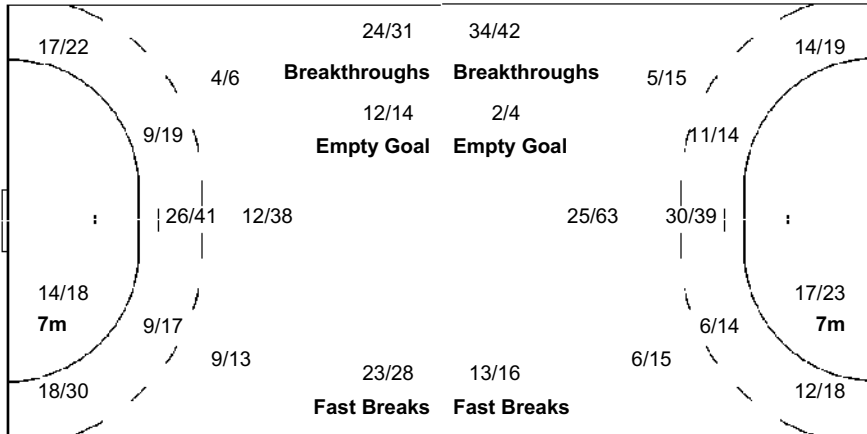 24/31 34/42
17/22 14/19
Breakthroughs Breakthroughs
4/6 5/15
12/14 2/4
9/19 11/14
Empty Goal Empty Goal
26/41 12/38 25/63 30/39
14/18 17/23
7m 9/17 6/14 7m
9/13 6/15
23/28 13/16
18/30 12/18
Fast Breaks Fast Breaks